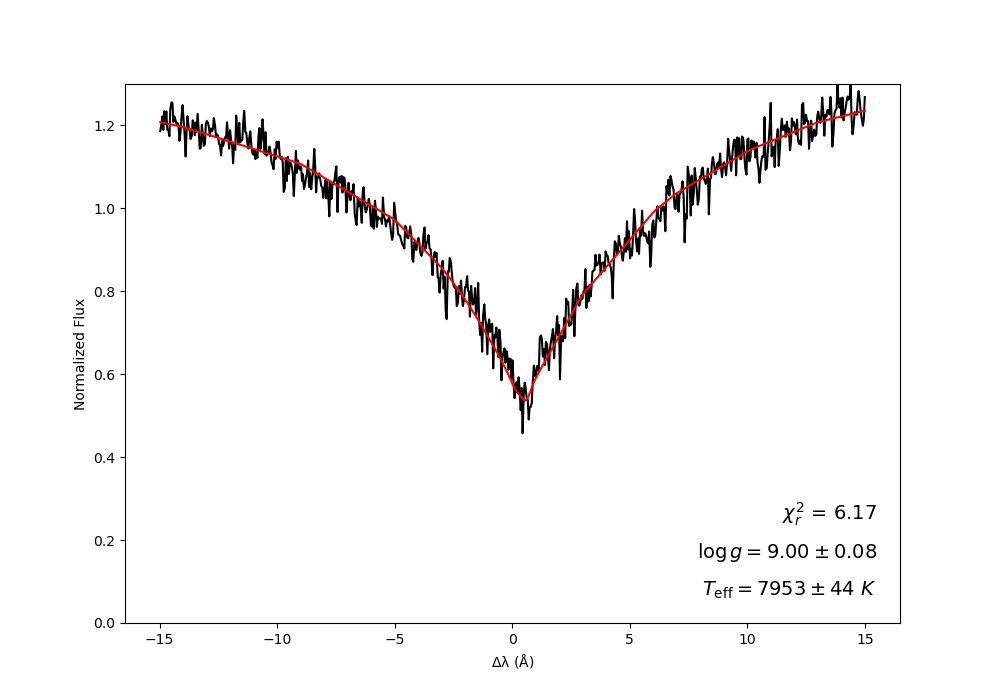 1.2
1.0
0.8
0.6
0.4
0.2
0.0
Normalized Flux
χ²ᵣ = 6.17
log g = 9.00 ± 0.08
T_eff = 7953 ± 44 K
−15 −10 −5 0 5 10 15
Δλ (Å)